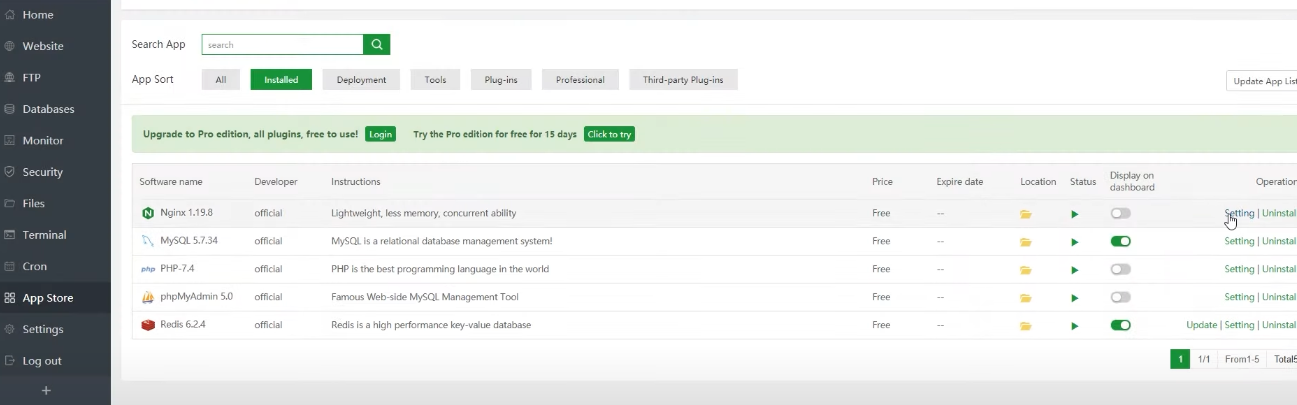 Home
Website
FTP
Databases
Monitor
Security
Files
Terminal
Cron
App Store
Settings
Log out
Search App search
App Sort All Installed Deployment Tools Plug-ins Professional Third-party Plug-ins
Update App List
Upgrade to Pro edition, all plugins, free to use! Login Try the Pro edition for free for 15 days Click to try
Software name Developer Instructions Price Expire date Location Status Display on dashboard Operation
Nginx 1.19.8 official Lightweight, less memory, concurrent ability Free -- Setting | Uninstal
MySQL 5.7.34 official MySQL is a relational database management system! Free -- Setting | Uninstal
php PHP-7.4 official PHP is the best programming language in the world Free -- Setting | Uninstal
phpMyAdmin 5.0 official Famous Web-side MySQL Management Tool Free -- Setting | Uninstal
Redis 6.2.4 official Redis is a high performance key-value database Free -- Update | Setting | Uninstal
1 1/1 From1-5 Total5